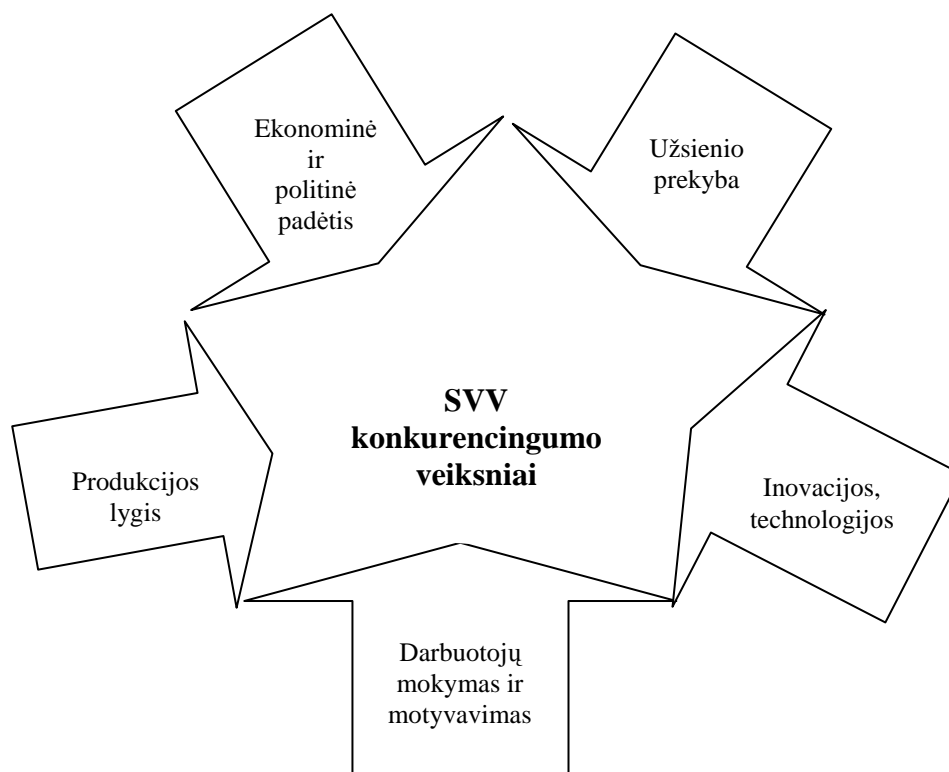 Ekonominė
ir
politinė
padėtis
Užsienio
prekyba
SVV
konkurencingumo
veiksniai
Produkcijos
lygis
Inovacijos,
technologijos
Darbuotojų
mokymas ir
motyvavimas